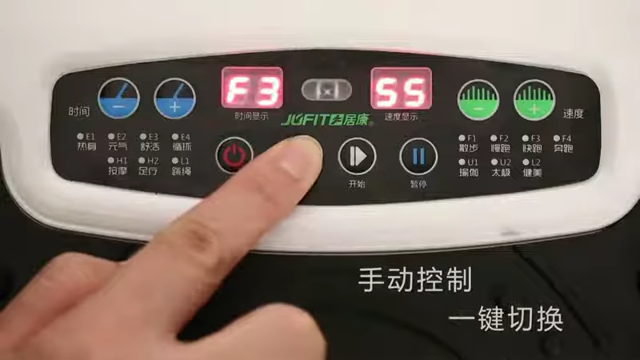 F3
55
时间
时间显示
JUFIT居康®
速度显示
速度
E1 E2 E3 E4
热身 元气 舒活 循环
H1 H2 L1
按摩 足疗 跳绳
开始
暂停
F1 F2 F3 F4
散步 慢跑 快跑 奔跑
U1 U2 L2
瑜伽 太极 健美
手动控制
一键切换